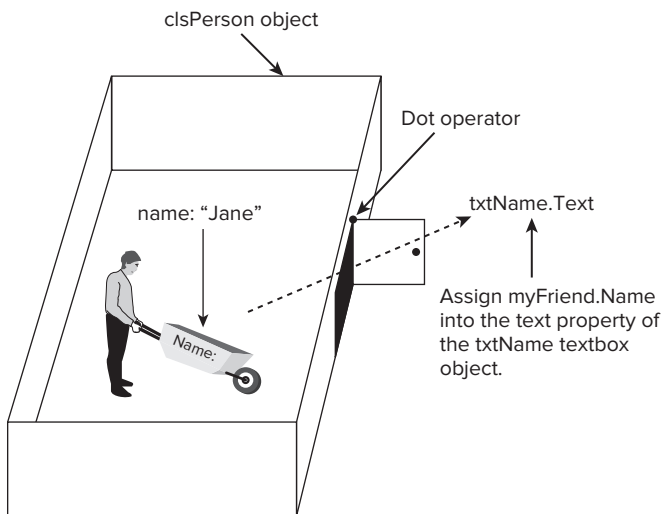 clsPerson object
Dot operator
name: “Jane”
txtName.Text
Name:
Assign myFriend.Name
into the text property of
the txtName textbox
object.